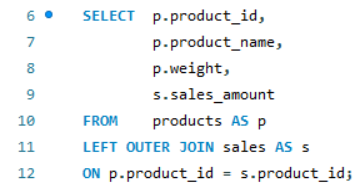 6 SELECT p.product_id,
7 p.product_name,
8 p.weight,
9 s.sales_amount
10 FROM products AS p
11 LEFT OUTER JOIN sales AS s
12 ON p.product_id = s.product_id;